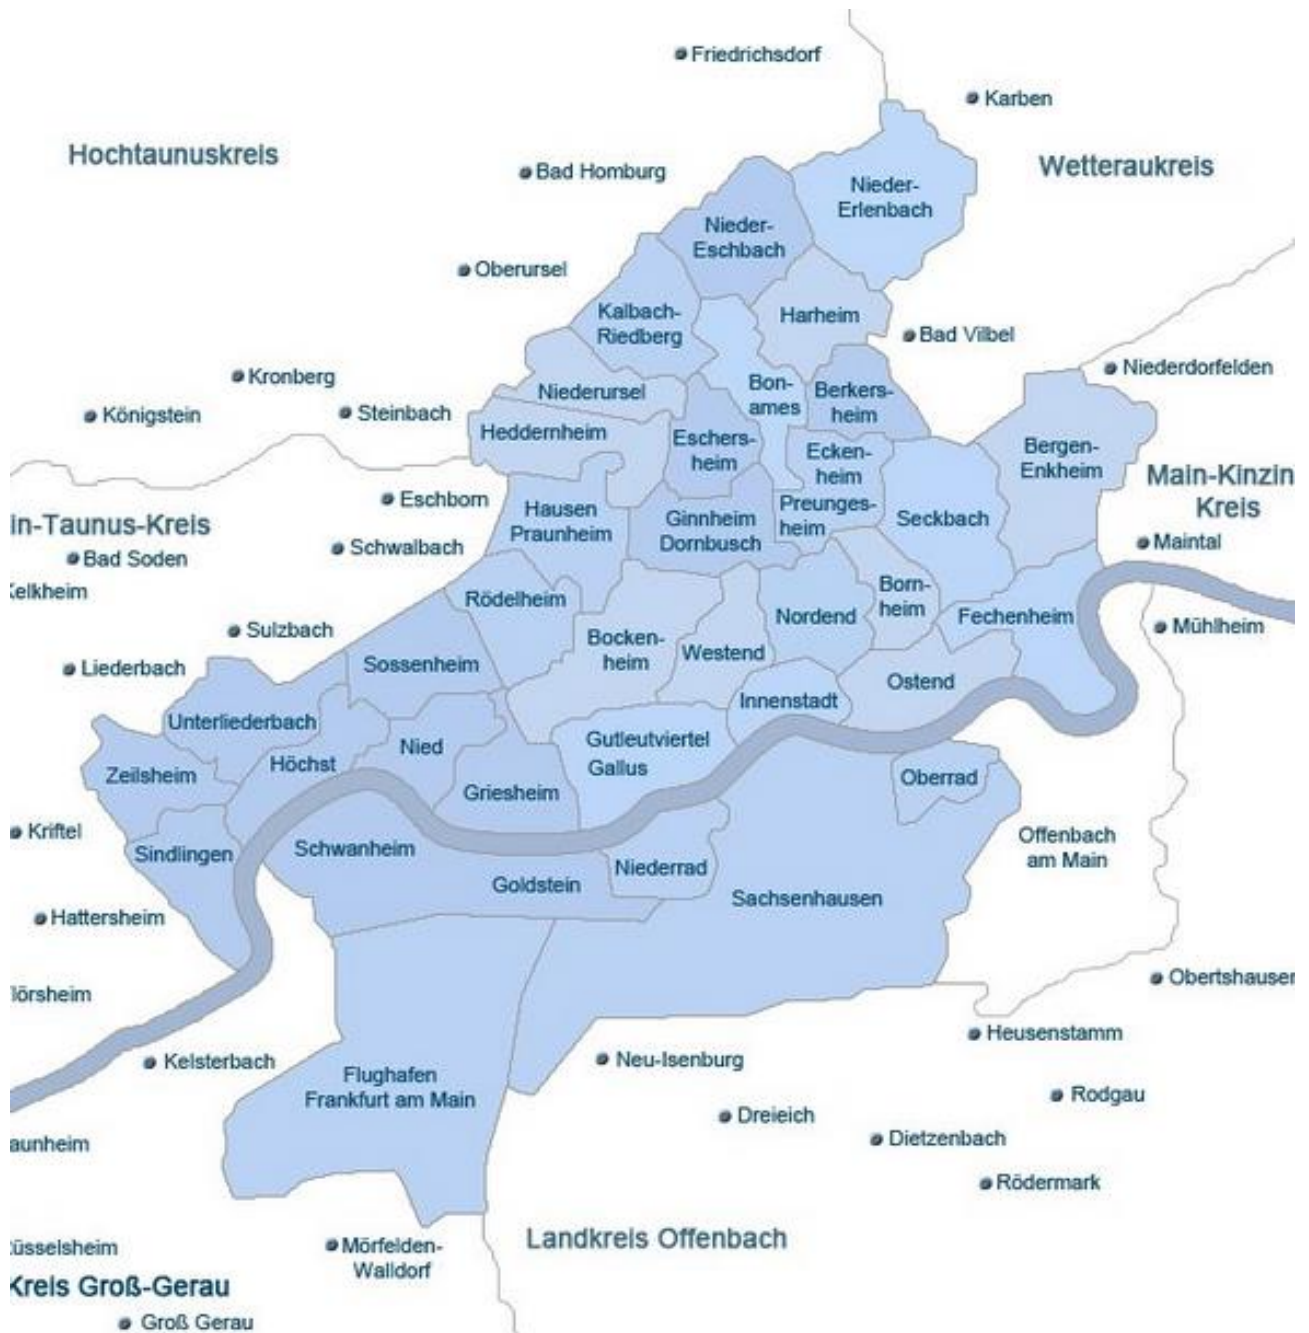 Friedrichsdorf
Karben
Hochtaunuskreis
Bad Homburg
Wetteraukreis
Nieder-
Erlenbach
Nieder-
Eschbach
Oberursel
Kalbach-
Riedberg
Harheim
Bad Vilbel
Niederdorfelden
Kronberg
Königstein
Steinbach
Niederursel
Bon-
ames
Berkers-
heim
Heddernheim
Eschers-
heim
Ecken-
heim
Bergen-
Enkheim
Main-Kinzin
Kreis
Eschborn
Hausen
Praunheim
Ginnheim
Dornbusch
Preunges-
heim
Seckbach
in-Taunus-Kreis
Schwalbach
Maintal
Bad Soden
elkheim
Rödelheim
Born-
heim
Nordend
Fechenheim
Mühlheim
Sulzbach
Bocken-
heim
Westend
Liederbach
Sossenheim
Ostend
Innenstadt
Unterliederbach
Nied
Gutleutviertel
Gallus
Höchst
Zeilsheim
Griesheim
Oberrad
Kriftel
Sindlingen
Schwanheim
Offenbach
am Main
Niederrad
Goldstein
Sachsenhausen
Hattersheim
Obertshausen
lörsheim
Heusenstamm
Kelsterbach
Neu-Isenburg
Flughafen
Frankfurt am Main
Rodgau
Dreieich
Dietzenbach
aunheim
Rödermark
Landkreis Offenbach
üsselsheim
Mörfelden-
Walldorf
Kreis Groß-Gerau
Groß Gerau